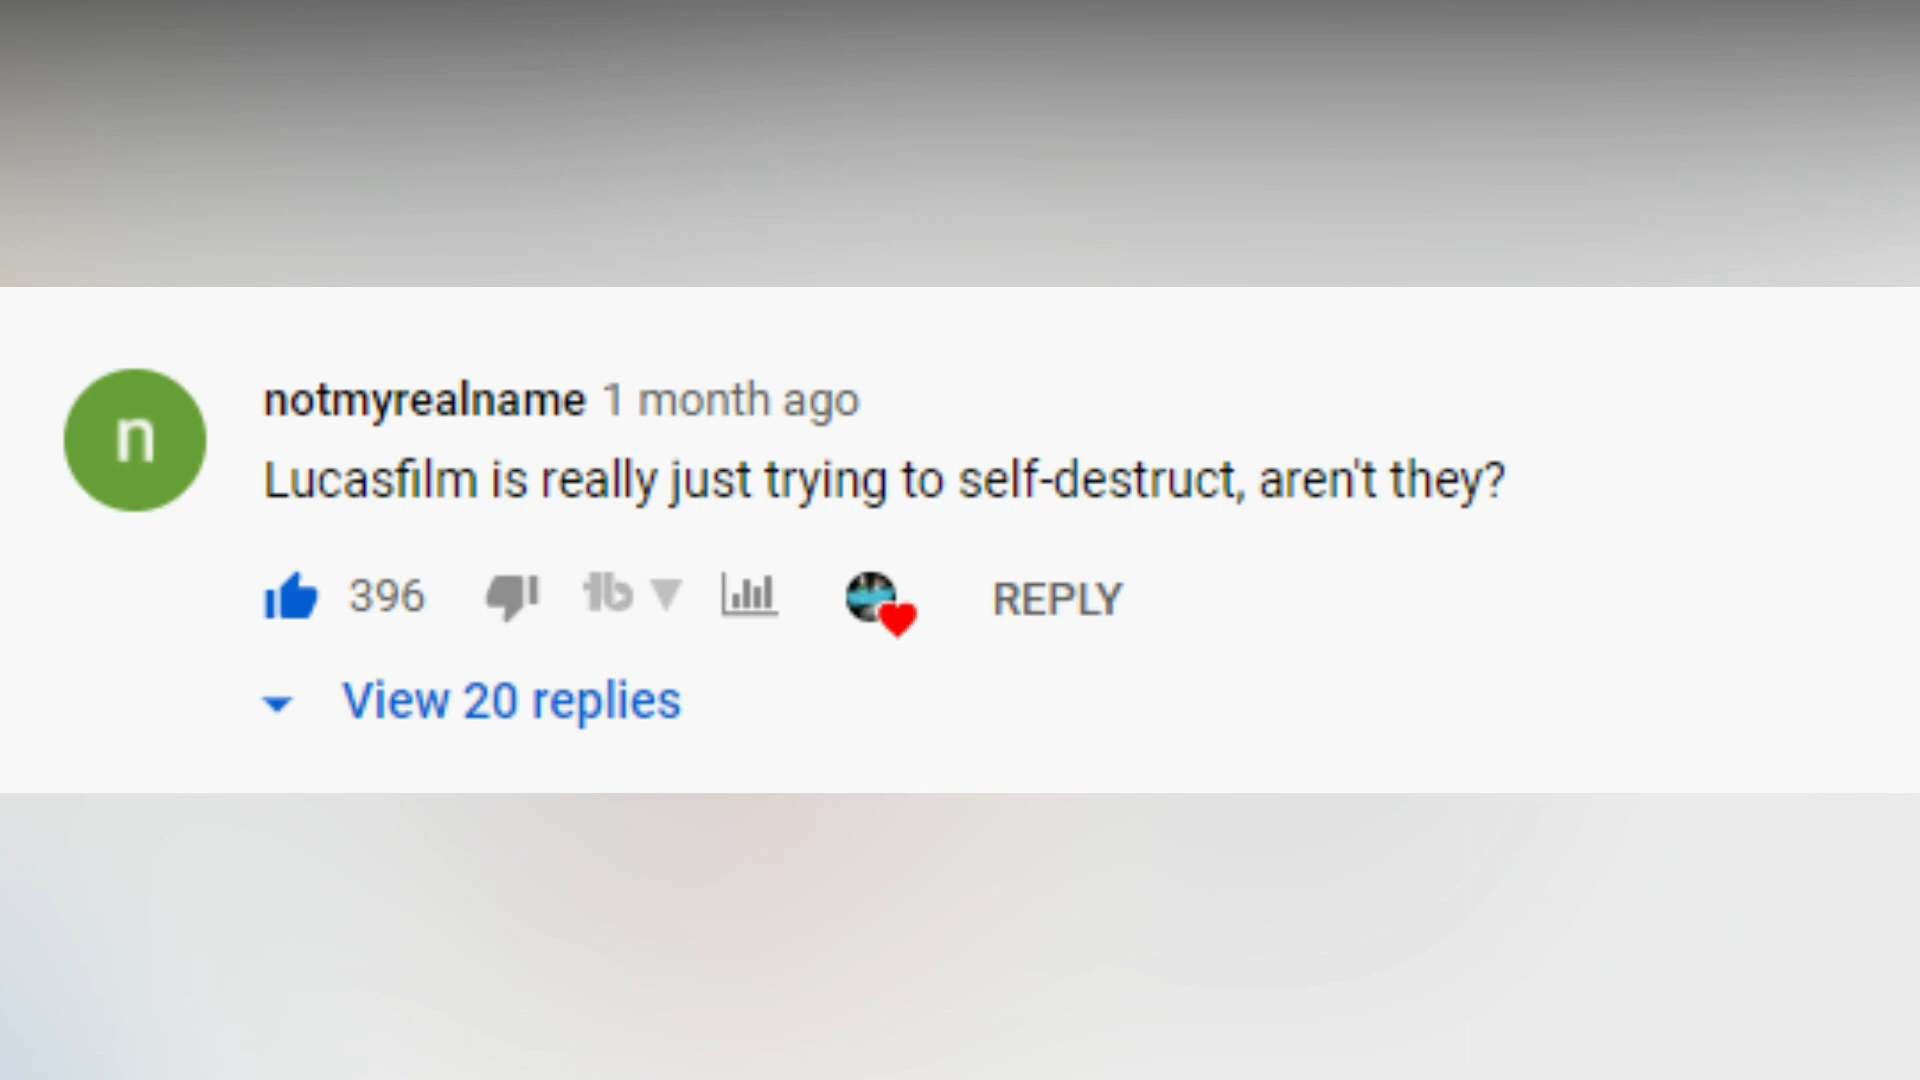 n
notmyrealname 1 month ago
Lucasfilm is really just trying to self-destruct, aren't they?
396 tb REPLY
View 20 replies